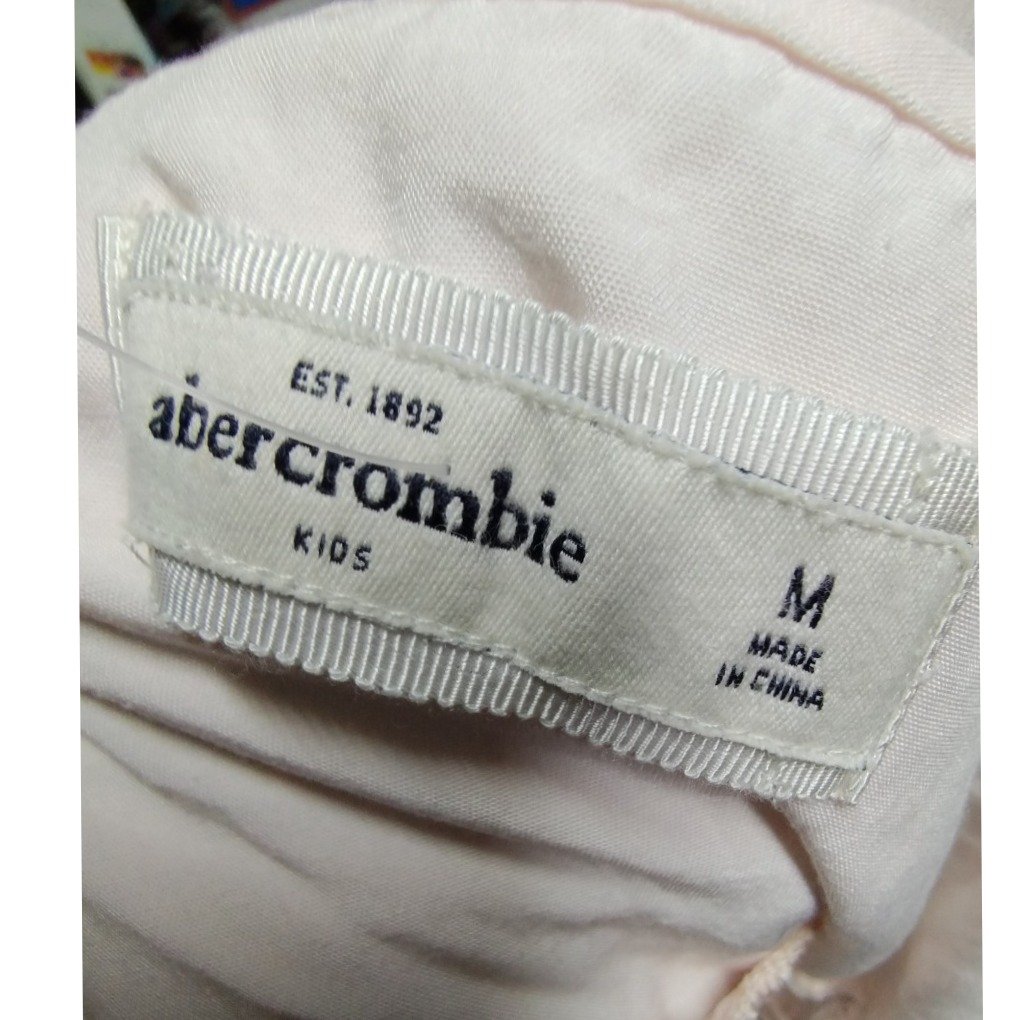 EST. 1892
abercrombie
KIDS
M
MADE
IN CHINA